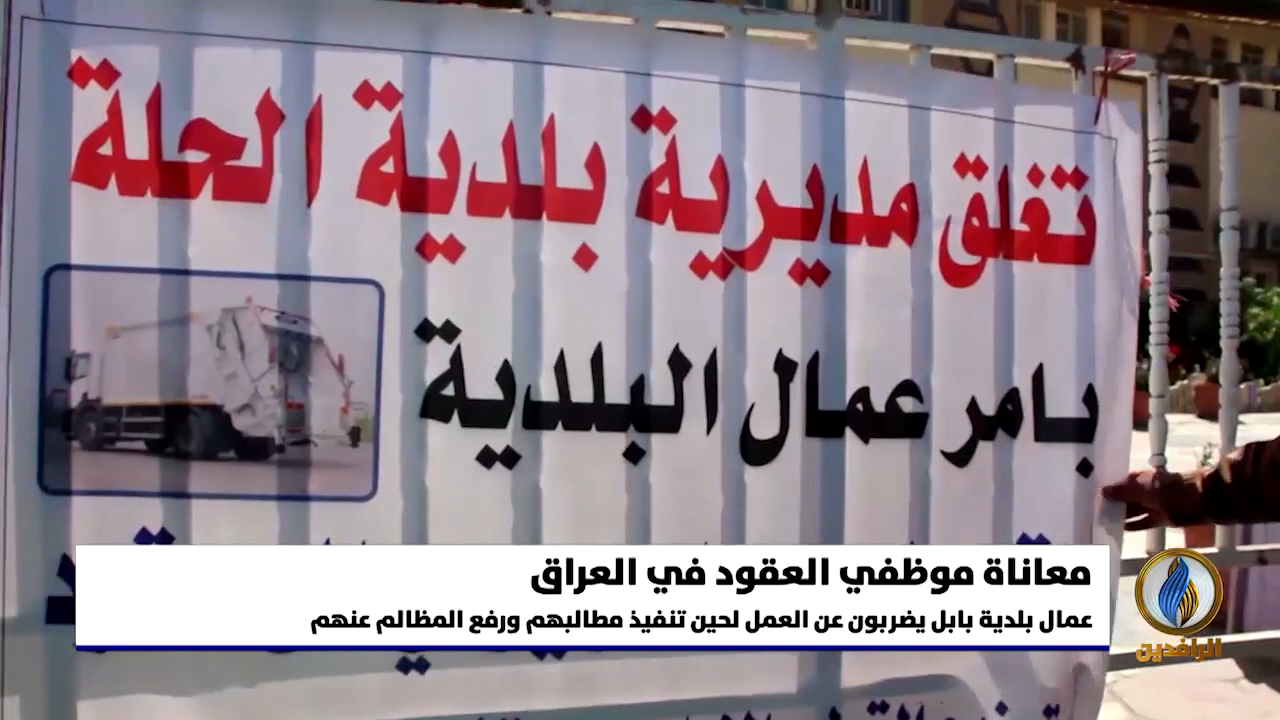 تغلق مديرية بلدية الحلة
بامر عمال البلدية
معاناة موظفي العقود في العراق
عمال بلدية بابل يضربون عن العمل لحين تنفيذ مطالبهم ورفع المظالم عنهم
الرافدين